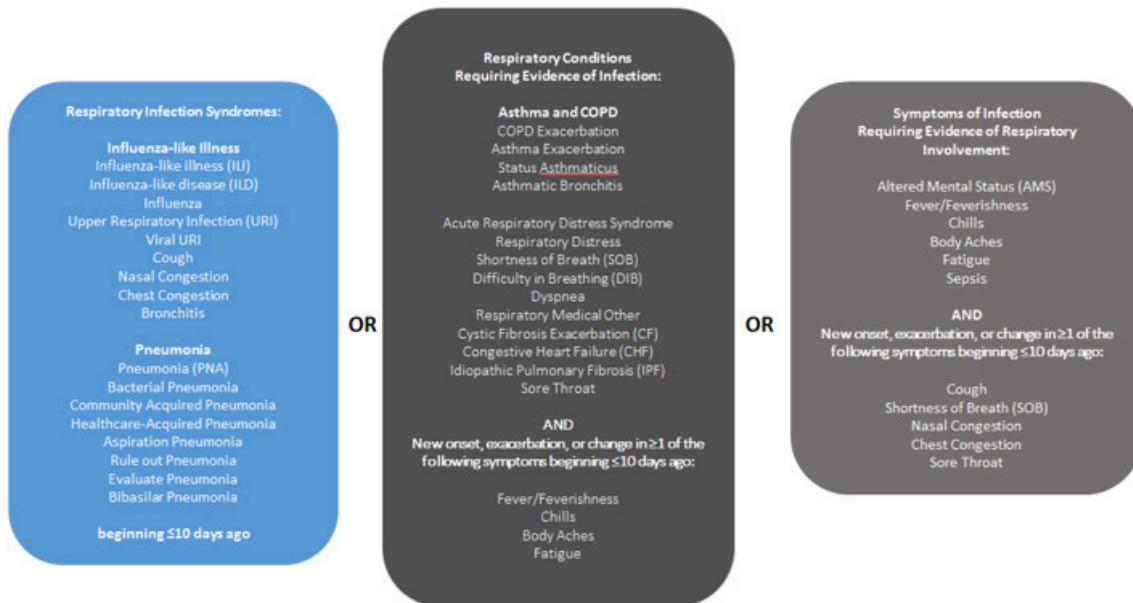 Respiratory Infection Syndromes:
Influenza-like Illness
Influenza-like illness (ILI)
Influenza-like disease (ILD)
Influenza
Upper Respiratory Infection (URI)
Viral URI
Cough
Nasal Congestion
Chest Congestion
Bronchitis
Pneumonia
Pneumonia (PNA)
Bacterial Pneumonia
Community Acquired Pneumonia
Healthcare-Acquired Pneumonia
Aspiration Pneumonia
Rule out Pneumonia
Evaluate Pneumonia
Bibasilar Pneumonia
beginning ≤10 days ago
OR
Respiratory Conditions
Requiring Evidence of Infection:
Asthma and COPD
COPD Exacerbation
Asthma Exacerbation
Status Asthmaticus
Asthmatic Bronchitis
Acute Respiratory Distress Syndrome
Respiratory Distress
Shortness of Breath (SOB)
Difficulty in Breathing (DIB)
Dyspnea
Respiratory Medical Other
Cystic Fibrosis Exacerbation (CF)
Congestive Heart Failure (CHF)
Idiopathic Pulmonary Fibrosis (IPF)
Sore Throat
AND
New onset, exacerbation, or change in ≥1 of the
following symptoms beginning ≤10 days ago:
Fever/Feverishness
Chills
Body Aches
Fatigue
OR
Symptoms of Infection
Requiring Evidence of Respiratory
Involvement:
Altered Mental Status (AMS)
Fever/Feverishness
Chills
Body Aches
Fatigue
Sepsis
AND
New onset, exacerbation, or change in ≥1 of the
following symptoms beginning ≤10 days ago:
Cough
Shortness of Breath (SOB)
Nasal Congestion
Chest Congestion
Sore Throat